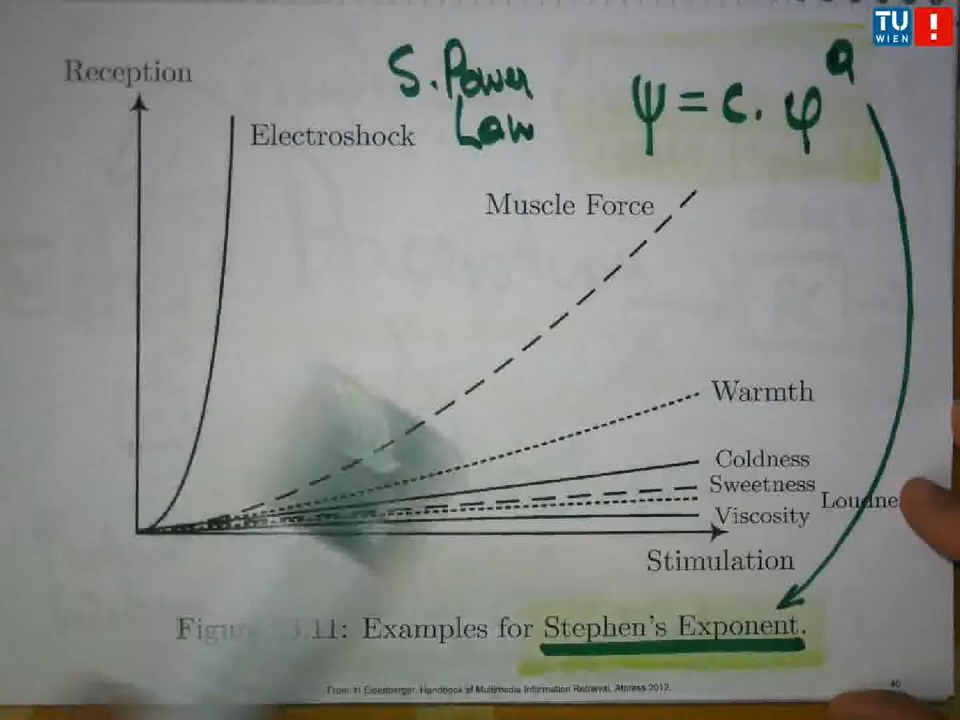 TU
WIEN
!
Reception
S. Power
Law
ψ = c. φ^a
Electroshock
Muscle Force
Warmth
Coldness
Sweetness
Loudne
Viscosity
Stimulation
3.11: Examples for Stephen's Exponent.
From: H Eidenberger, Handbook of Multimedia Information Retrieval, Atpress 2012.